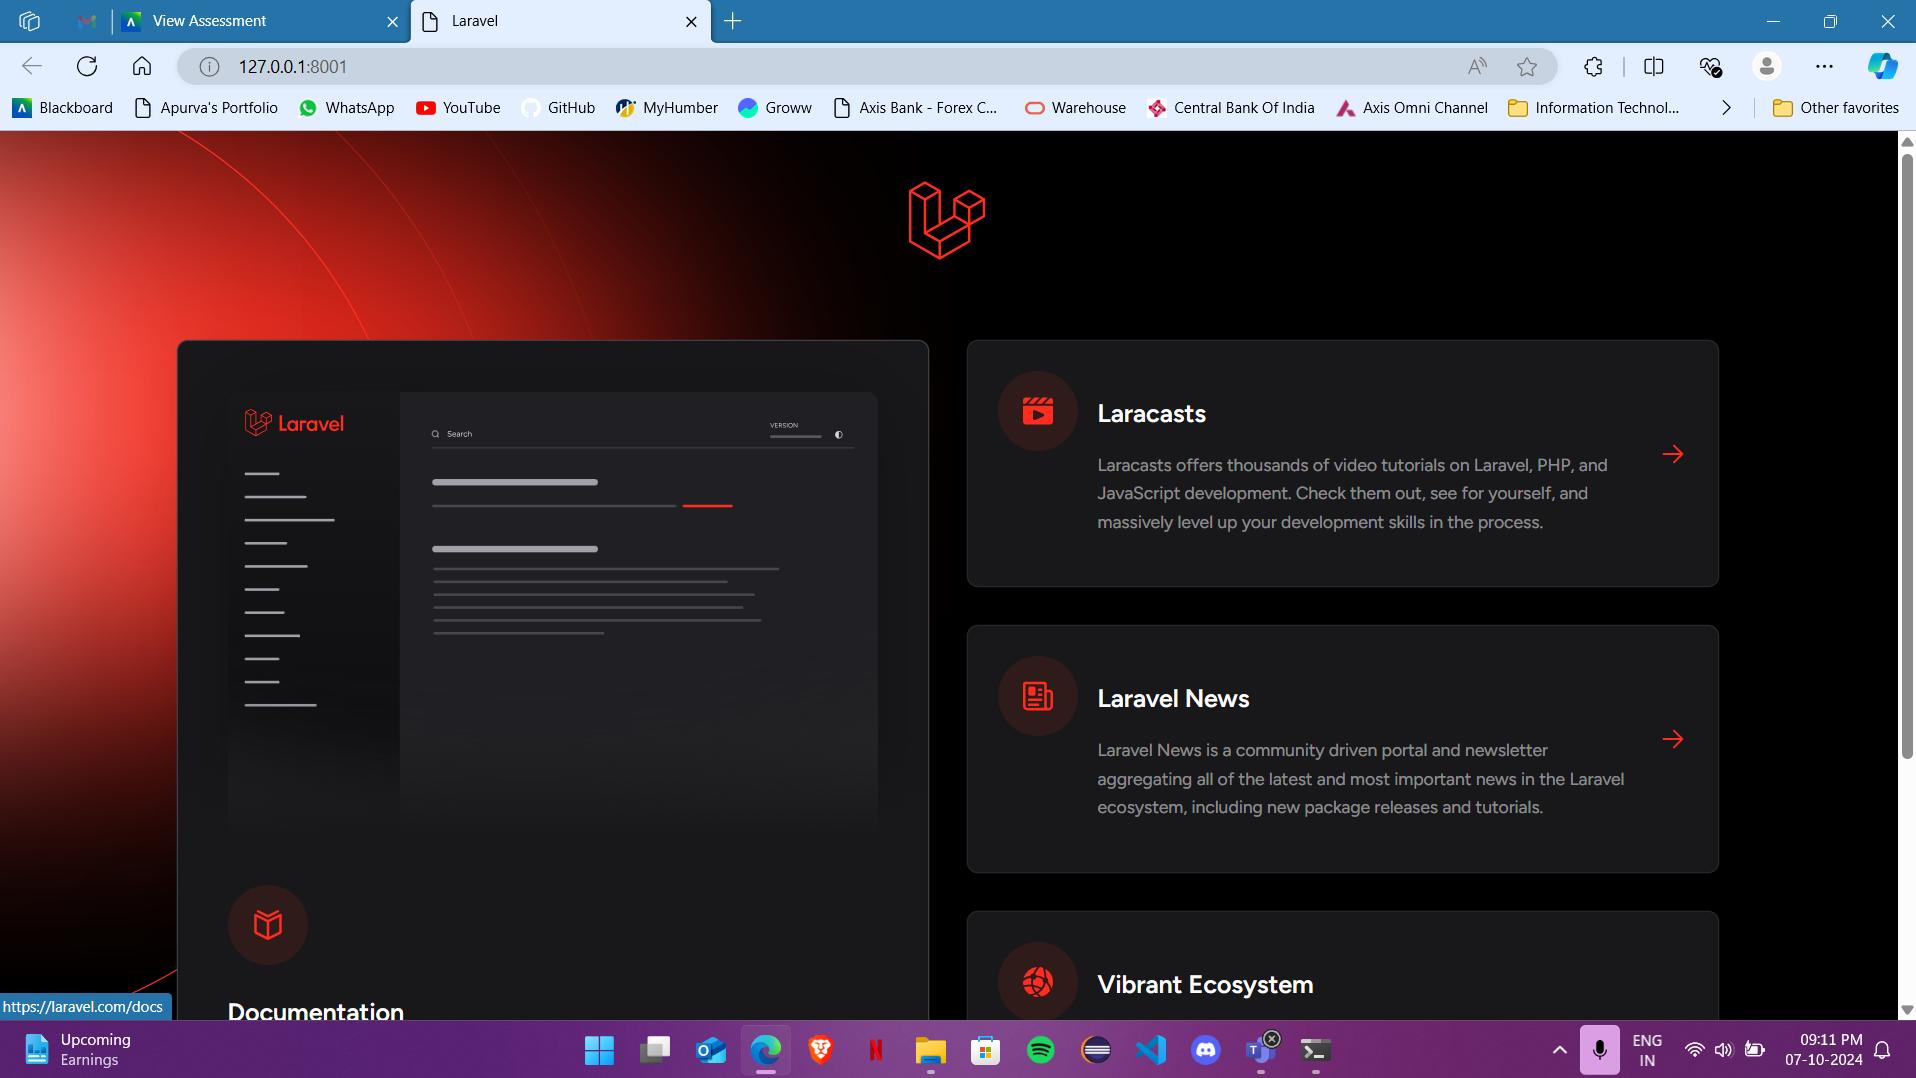 View Assessment
Laravel
127.0.0.1:8001
Blackboard
Apurva's Portfolio
WhatsApp
YouTube
GitHub
MyHumber
Groww
Axis Bank - Forex C...
Warehouse
Central Bank Of India
Axis Omni Channel
Information Technol...
Other favorites
Laravel
Search
VERSION
Documentation
Laracasts
Laracasts offers thousands of video tutorials on Laravel, PHP, and
JavaScript development. Check them out, see for yourself, and
massively level up your development skills in the process.
Laravel News
Laravel News is a community driven portal and newsletter
aggregating all of the latest and most important news in the Laravel
ecosystem, including new package releases and tutorials.
Vibrant Ecosystem
https://laravel.com/docs
Upcoming
Earnings
ENG
IN
09:11 PM
07-10-2024